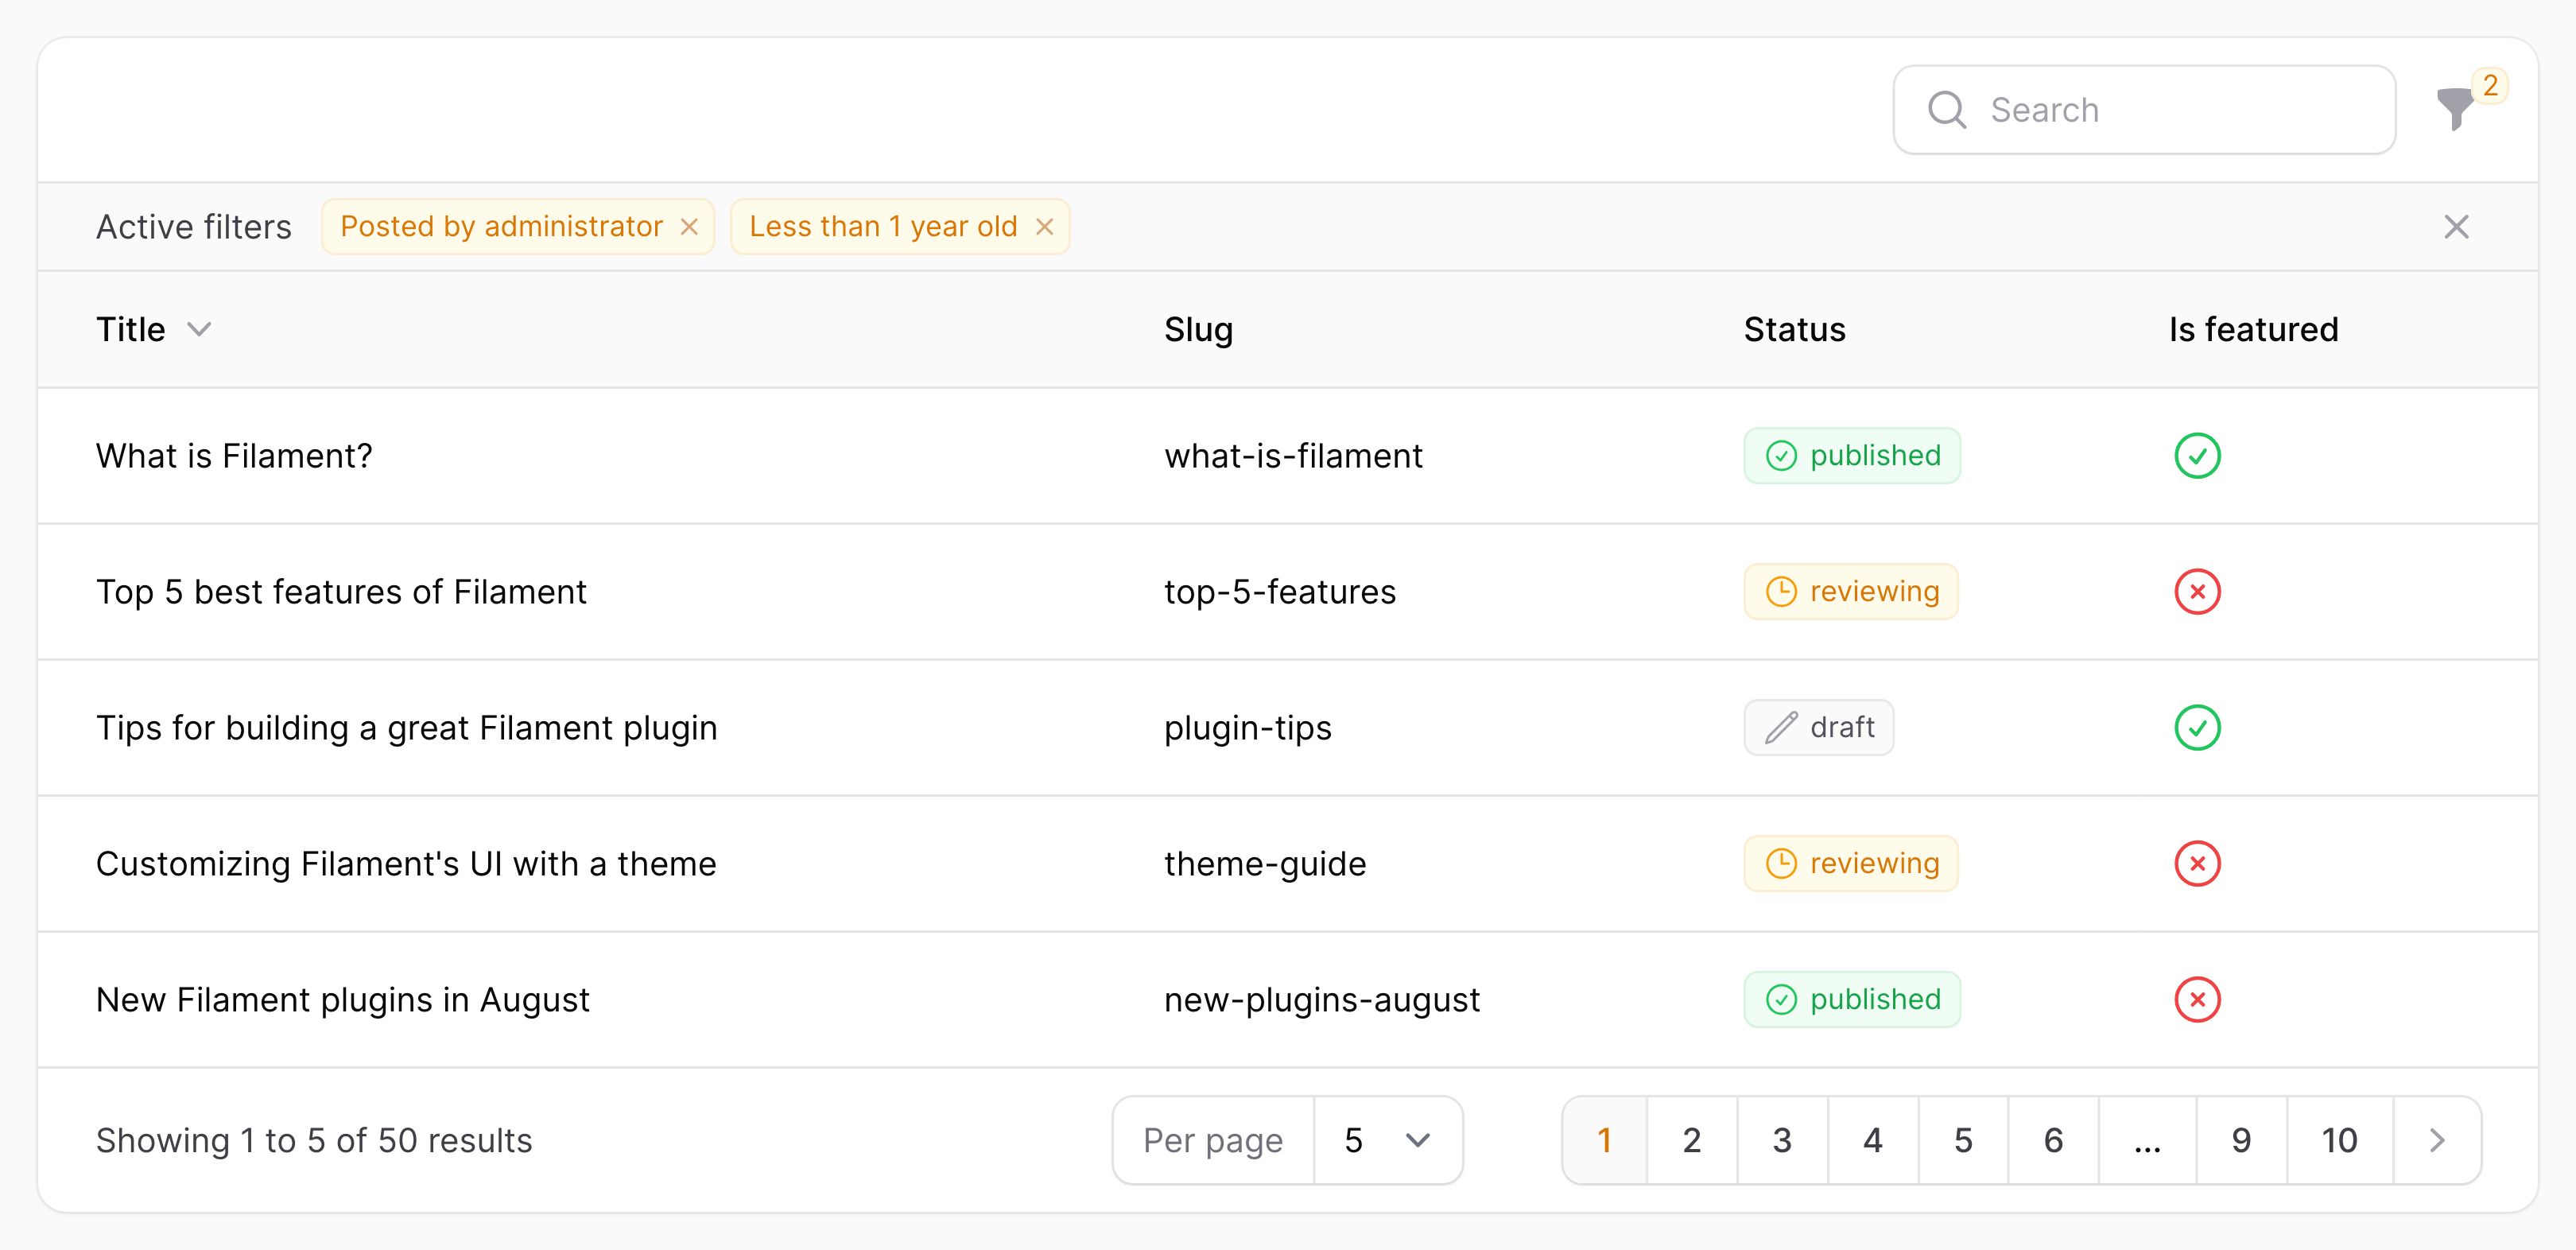 Search
2
Active filters Posted by administrator Less than 1 year old
Title Slug Status Is featured
What is Filament? what-is-filament published
Top 5 best features of Filament top-5-features reviewing
Tips for building a great Filament plugin plugin-tips draft
Customizing Filament's UI with a theme theme-guide reviewing
New Filament plugins in August new-plugins-august published
Showing 1 to 5 of 50 results Per page 5 1 2 3 4 5 6 ... 9 10